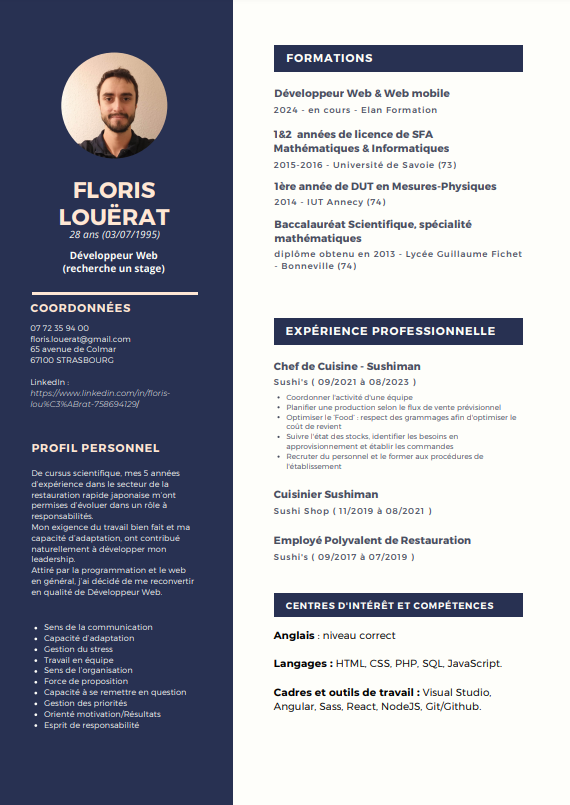 FLORIS
LOUËRAT
28 ans (03/07/1995)
Développeur Web
(recherche un stage)
COORDONNÉES
07 72 35 94 00
floris.louerat@gmail.com
65 avenue de Colmar
67100 STRASBOURG
LinkedIn :
https://www.linkedin.com/in/floris-
lou%C3%ABrat-758694129/
PROFIL PERSONNEL
De cursus scientifique, mes 5 années
d'expérience dans le secteur de la
restauration rapide japonaise m'ont
permises d'évoluer dans un rôle à
responsabilités.
Mon exigence du travail bien fait et ma
capacité d'adaptation, ont contribué
naturellement à développer mon
leadership.
Attiré par la programmation et le web
en général, j'ai décidé de me reconvertir
en qualité de Développeur Web.
• Sens de la communication
• Capacité d'adaptation
• Gestion du stress
• Travail en équipe
• Sens de l'organisation
• Force de proposition
• Capacité à se remettre en question
• Gestion des priorités
• Orienté motivation/Résultats
• Esprit de responsabilité
FORMATIONS
Développeur Web & Web mobile
2024 - en cours - Elan Formation
1&2 années de licence de SFA
Mathématiques & Informatiques
2015-2016 - Université de Savoie (73)
1ère année de DUT en Mesures-Physiques
2014 - IUT Annecy (74)
Baccalauréat Scientifique, spécialité
mathématiques
diplôme obtenu en 2013 - Lycée Guillaume Fichet
- Bonneville (74)
EXPÉRIENCE PROFESSIONNELLE
Chef de Cuisine - Sushiman
Sushi's ( 09/2021 à 08/2023 )
• Coordonner l'activité d'une équipe
• Planifier une production selon le flux de vente prévisionnel
• Optimiser le 'Food' : respect des grammages afin d'optimiser le
coût de revient
• Suivre l'état des stocks, identifier les besoins en
approvisionnement et établir les commandes
• Recruter du personnel et le former aux procédures de
l'établissement
Cuisinier Sushiman
Sushi Shop ( 11/2019 à 08/2021 )
Employé Polyvalent de Restauration
Sushi's ( 09/2017 à 07/2019 )
CENTRES D'INTÉRÊT ET COMPÉTENCES
Anglais : niveau correct
Langages : HTML, CSS, PHP, SQL, JavaScript.
Cadres et outils de travail : Visual Studio,
Angular, Sass, React, NodeJS, Git/Github.